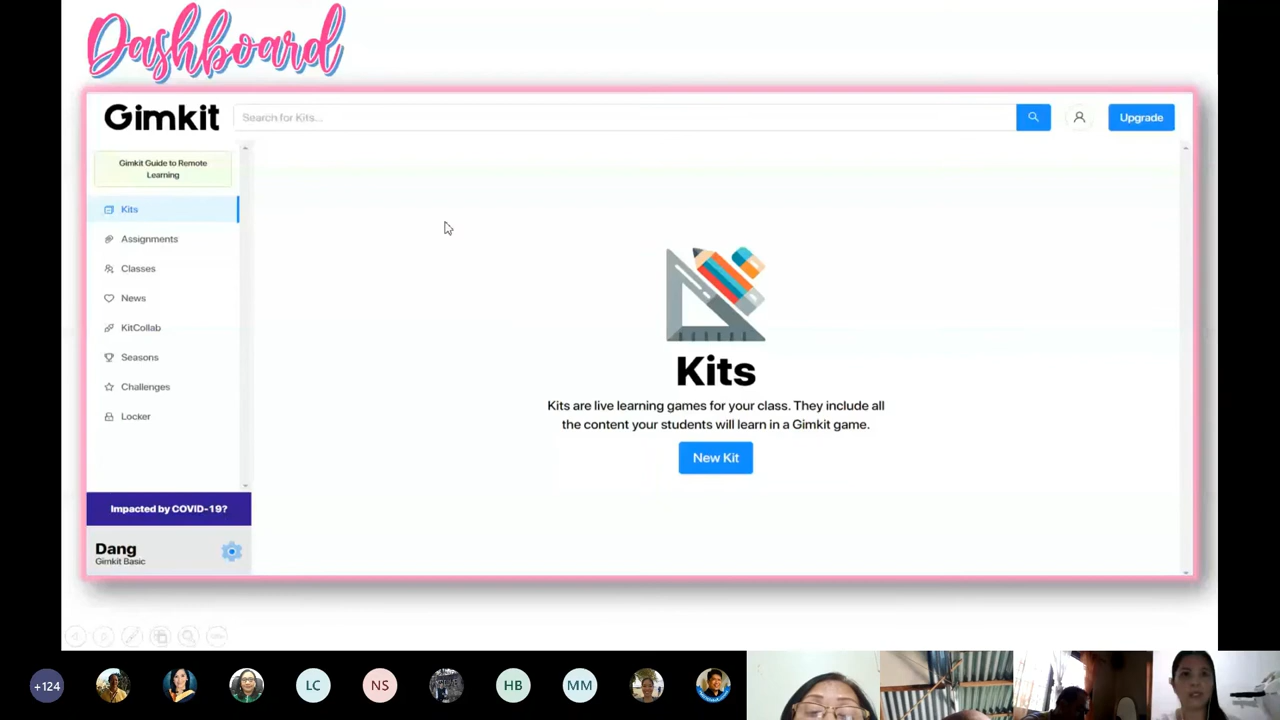 Dashboard
Gimkit
Search for Kits...
Upgrade
Gimkit Guide to Remote
Learning
Kits
Assignments
Classes
News
KitCollab
Seasons
Challenges
Locker
Impacted by COVID-19?
Dang
Gimkit Basic
Kits
Kits are live learning games for your class. They include all
the content your students will learn in a Gimkit game.
New Kit
+124
LC
NS
HB
MM